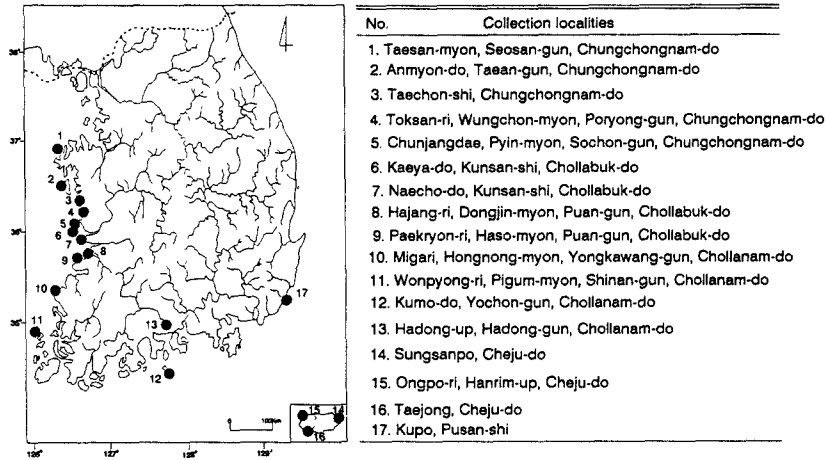 No. Collection localities
1. Taesan-myon, Seosan-gun, Chungchongnam-do
2. Anmyon-do, Taean-gun, Chungchongnam-do
3. Taechon-shi, Chungchongnam-do
4. Toksan-ri, Wungchon-myon, Poryong-gun, Chungchongnam-do
5. Chunjangdae, Pyin-myon, Sochon-gun, Chungchongnam-do
6. Kaeya-do, Kunsan-shi, Chollabuk-do
7. Naecho-do, Kunsan-shi, Chollabuk-do
8. Hajang-ri, Dongjin-myon, Puan-gun, Chollabuk-do
9. Paekryon-ri, Haso-myon, Puan-gun, Chollabuk-do
10. Migari, Hongnong-myon, Yongkawang-gun, Chollanam-do
11. Wonpyong-ri, Pigum-myon, Shinan-gun, Chollanam-do
12. Kumo-do, Yochon-gun, Chollanam-do
13. Hadong-up, Hadong-gun, Chollanam-do
14. Sungsanpo, Cheju-do
15. Ongpo-ri, Hanrim-up, Cheju-do
16. Taejong, Cheju-do
17. Kupo, Pusan-shi
38°
37°
36°
35°
1
2
3
4
5
6
7
8
9
10
11
12
13
17
15
14
16
0 100Km
126° 127° 128° 129°